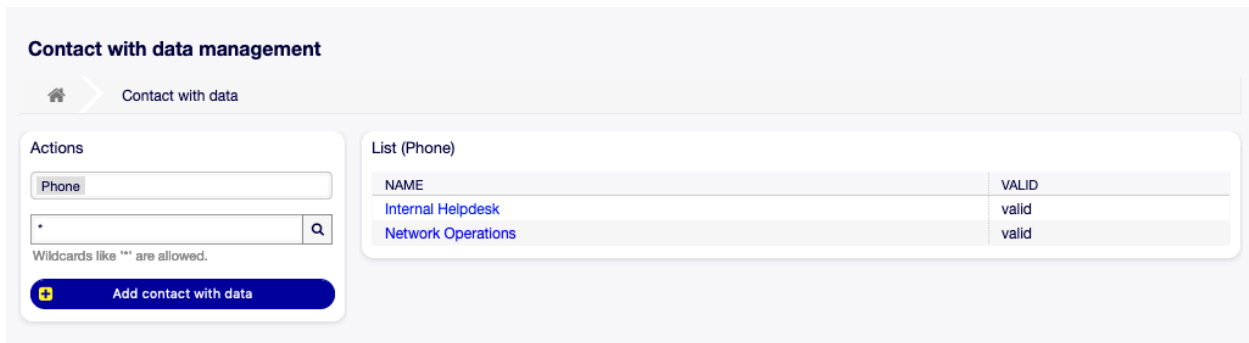 Contact with data management
Contact with data
Actions
Phone
*
Wildcards like '*' are allowed.
Add contact with data
List (Phone)
NAME VALID
Internal Helpdesk valid
Network Operations valid